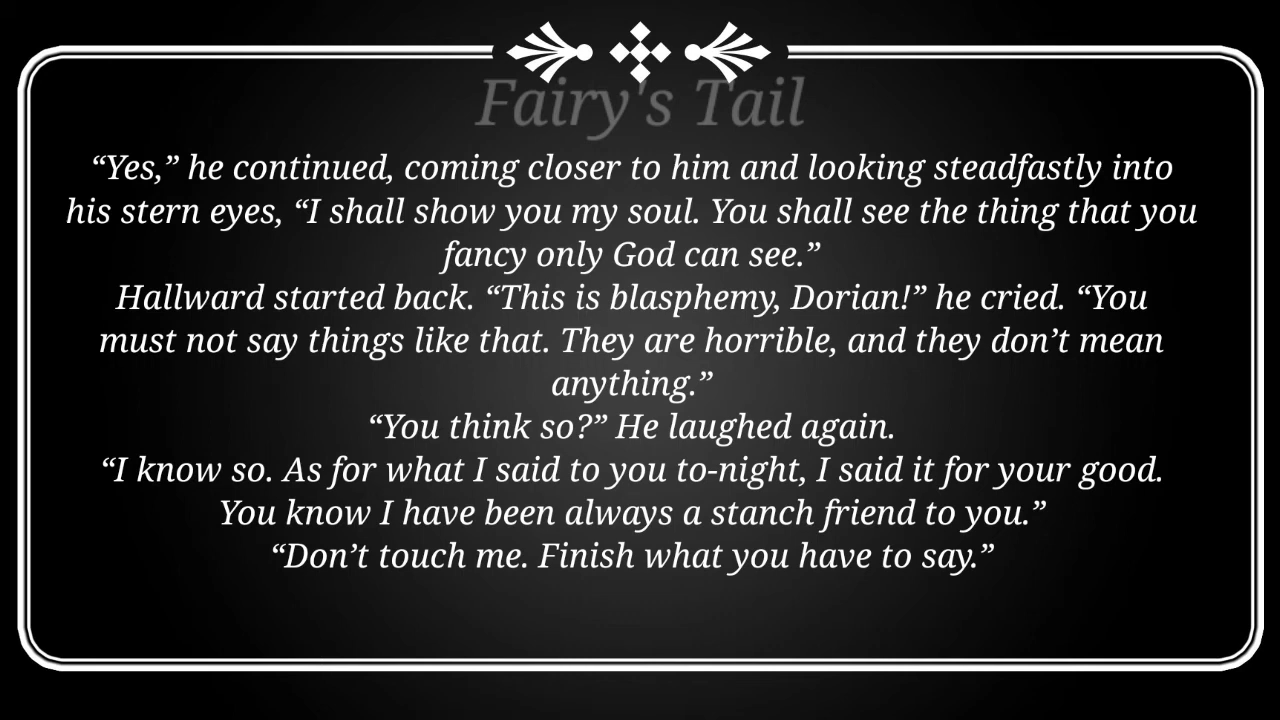 Fairy's Tail
“Yes,” he continued, coming closer to him and looking steadfastly into
his stern eyes, “I shall show you my soul. You shall see the thing that you
fancy only God can see.”
Hallward started back. “This is blasphemy, Dorian!” he cried. “You
must not say things like that. They are horrible, and they don’t mean
anything.”
“You think so?” He laughed again.
“I know so. As for what I said to you to-night, I said it for your good.
You know I have been always a stanch friend to you.”
“Don’t touch me. Finish what you have to say.”